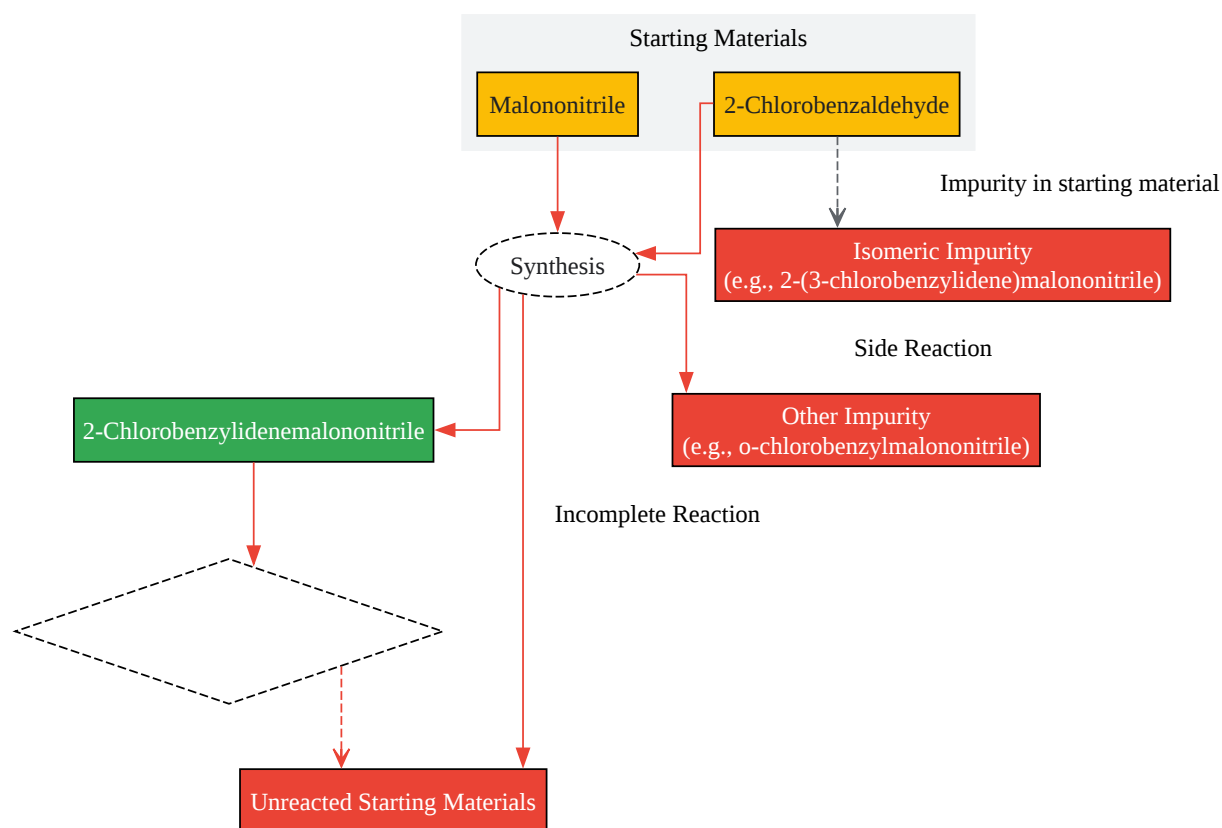 Starting Materials
Malononitrile
2-Chlorobenzaldehyde
Impurity in starting material
Isomeric Impurity
(e.g., 2-(3-chlorobenzylidene)malononitrile)
Synthesis
Side Reaction
Other Impurity
(e.g., o-chlorobenzylmalononitrile)
2-Chlorobenzylidenemalononitrile
Incomplete Reaction
Unreacted Starting Materials